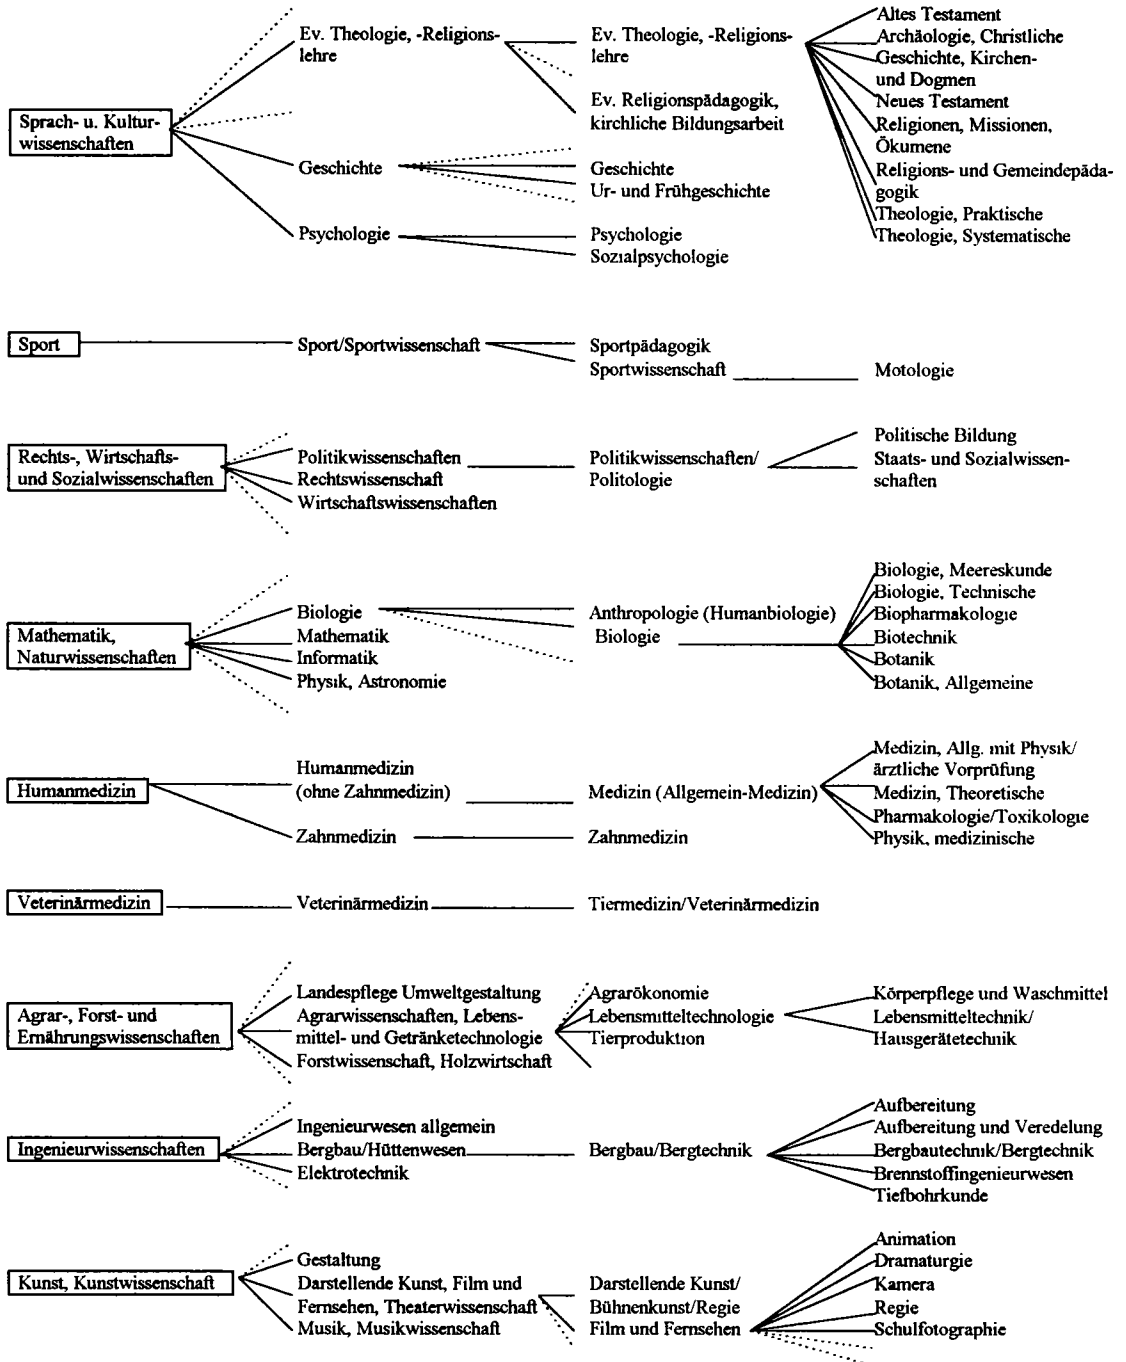 Sprach- u. Kultur-
wissenschaften
Ev. Theologie, -Religions-
lehre
Geschichte
Psychologie
Ev. Theologie, -Religions-
lehre
Ev. Religionspädagogik,
kirchliche Bildungsarbeit
Geschichte
Ur- und Frühgeschichte
Psychologie
Sozialpsychologie
Altes Testament
Archäologie, Christliche
Geschichte, Kirchen-
und Dogmen
Neues Testament
Religionen, Missionen,
Ökumene
Religions- und Gemeindepäda-
gogik
Theologie, Praktische
Theologie, Systematische
Sport
Sport/Sportwissenschaft
Sportpädagogik
Sportwissenschaft
Motologie
Rechts-, Wirtschafts-
und Sozialwissenschaften
Politikwissenschaften
Rechtswissenschaft
Wirtschaftswissenschaften
Politikwissenschaften/
Politologie
Politische Bildung
Staats- und Sozialwissen-
schaften
Mathematik,
Naturwissenschaften
Biologie
Mathematik
Informatik
Physik, Astronomie
Anthropologie (Humanbiologie)
Biologie
Biologie, Meereskunde
Biologie, Technische
Biopharmakologie
Biotechnik
Botanik
Botanik, Allgemeine
Humanmedizin
Humanmedizin
(ohne Zahnmedizin)
Zahnmedizin
Medizin (Allgemein-Medizin)
Zahnmedizin
Medizin, Allg. mit Physik/
ärztliche Vorprüfung
Medizin, Theoretische
Pharmakologie/Toxikologie
Physik, medizinische
Veterinärmedizin
Veterinärmedizin
Tiermedizin/Veterinärmedizin
Agrar-, Forst- und
Ernährungswissenschaften
Landespflege Umweltgestaltung
Agrarwissenschaften, Lebens-
mittel- und Getränketechnologie
Forstwissenschaft, Holzwirtschaft
Agrarökonomie
Lebensmitteltechnologie
Tierproduktion
Körperpflege und Waschmittel
Lebensmitteltechnik/
Hausgerätetechnik
Ingenieurwissenschaften
Ingenieurwesen allgemein
Bergbau/Hüttenwesen
Elektrotechnik
Bergbau/Bergtechnik
Aufbereitung
Aufbereitung und Veredelung
Bergbautechnik/Bergtechnik
Brennstoffingenieurwesen
Tiefbohrkunde
Kunst, Kunstwissenschaft
Gestaltung
Darstellende Kunst, Film und
Fernsehen, Theaterwissenschaft
Musik, Musikwissenschaft
Darstellende Kunst/
Bühnenkunst/Regie
Film und Fernsehen
Animation
Dramaturgie
Kamera
Regie
Schulfotographie